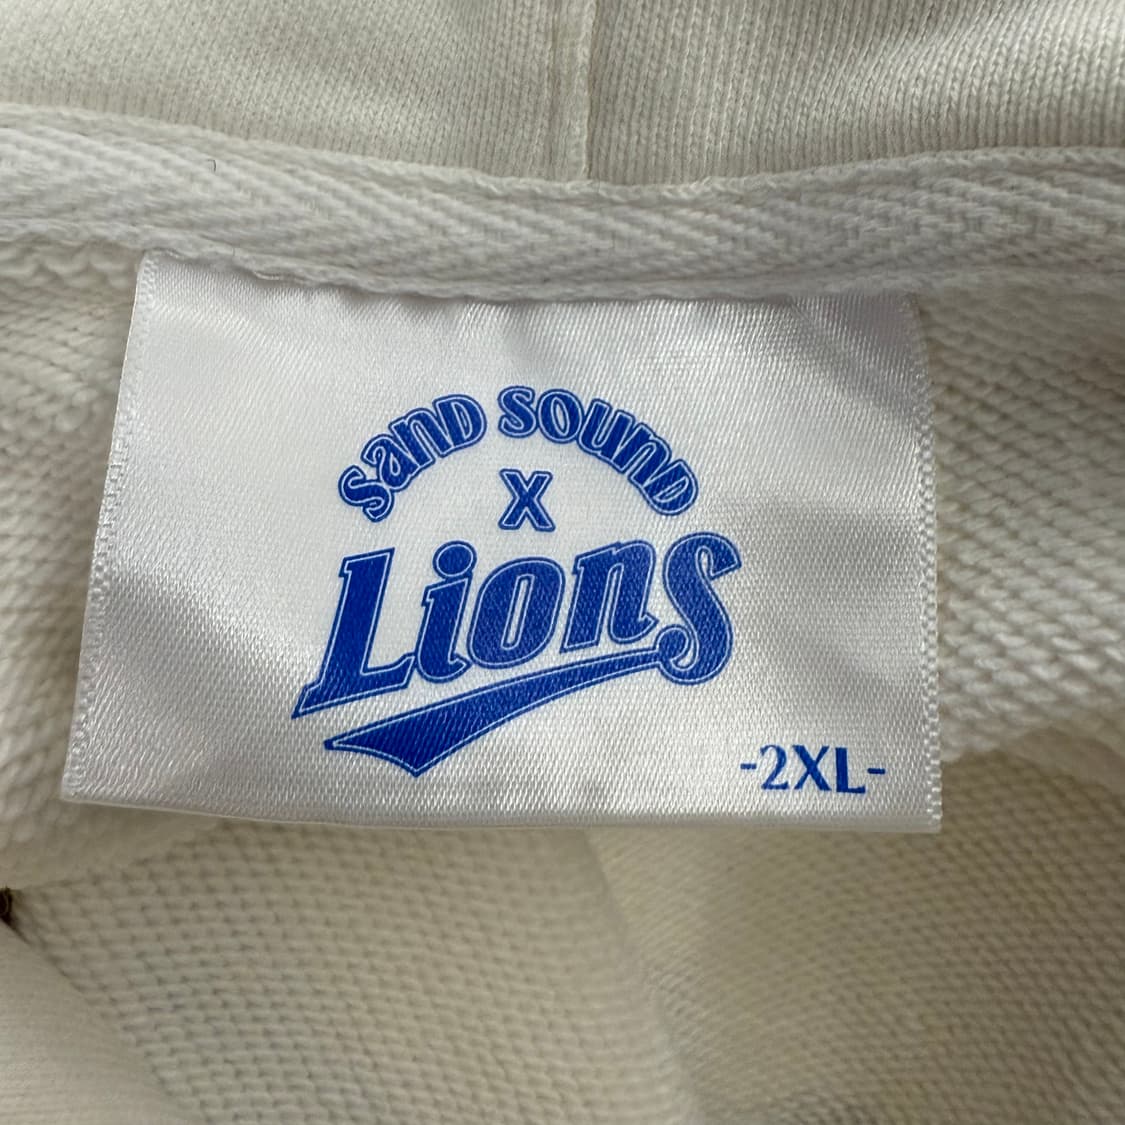 SanD SounD
X
Lions
-2XL-